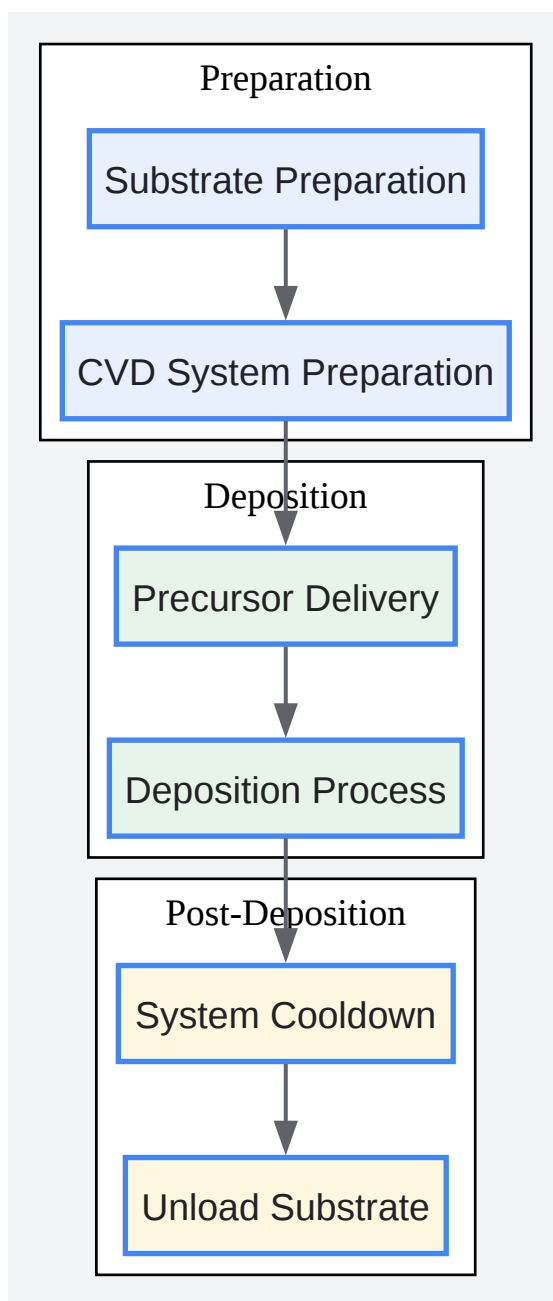 Preparation
Substrate Preparation
CVD System Preparation
Deposition
Precursor Delivery
Deposition Process
Post-Deposition
System Cooldown
Unload Substrate